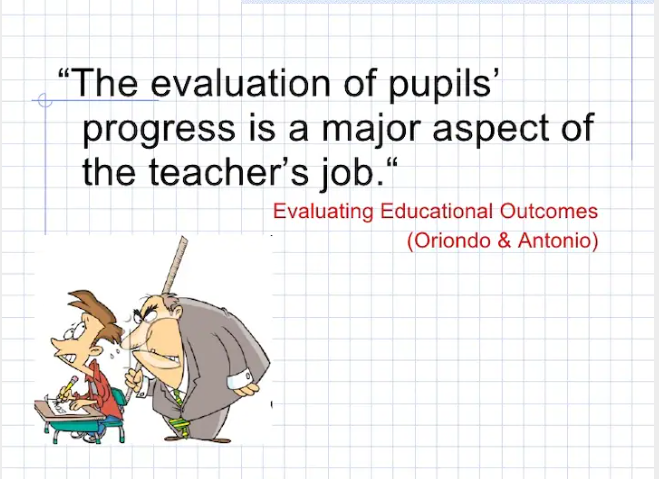 “The evaluation of pupils’
progress is a major aspect of
the teacher’s job.“
Evaluating Educational Outcomes
(Oriondo & Antonio)